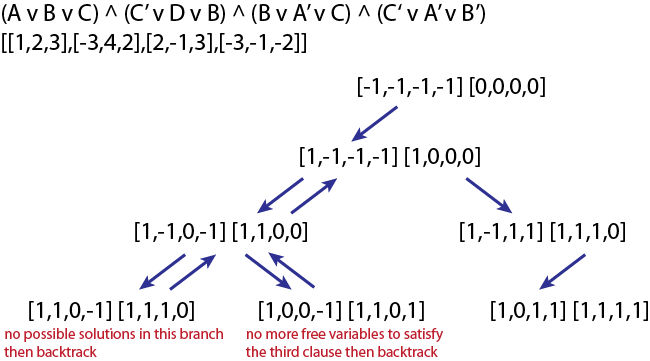 (A v B v C) ^ (C’ v D v B) ^ (B v A’ v C) ^ (C‘ v A’ v B’)
[[1,2,3],[-3,4,2],[2,-1,3],[-3,-1,-2]]
[-1,-1,-1,-1] [0,0,0,0]
[1,-1,-1,-1] [1,0,0,0]
[1,-1,0,-1] [1,1,0,0]
[1,-1,1,1] [1,1,1,0]
[1,1,0,-1] [1,1,1,0]
[1,0,0,-1] [1,1,0,1]
[1,0,1,1] [1,1,1,1]
no possible solutions in this branch
then backtrack
no more free variables to satisfy
the third clause then backtrack